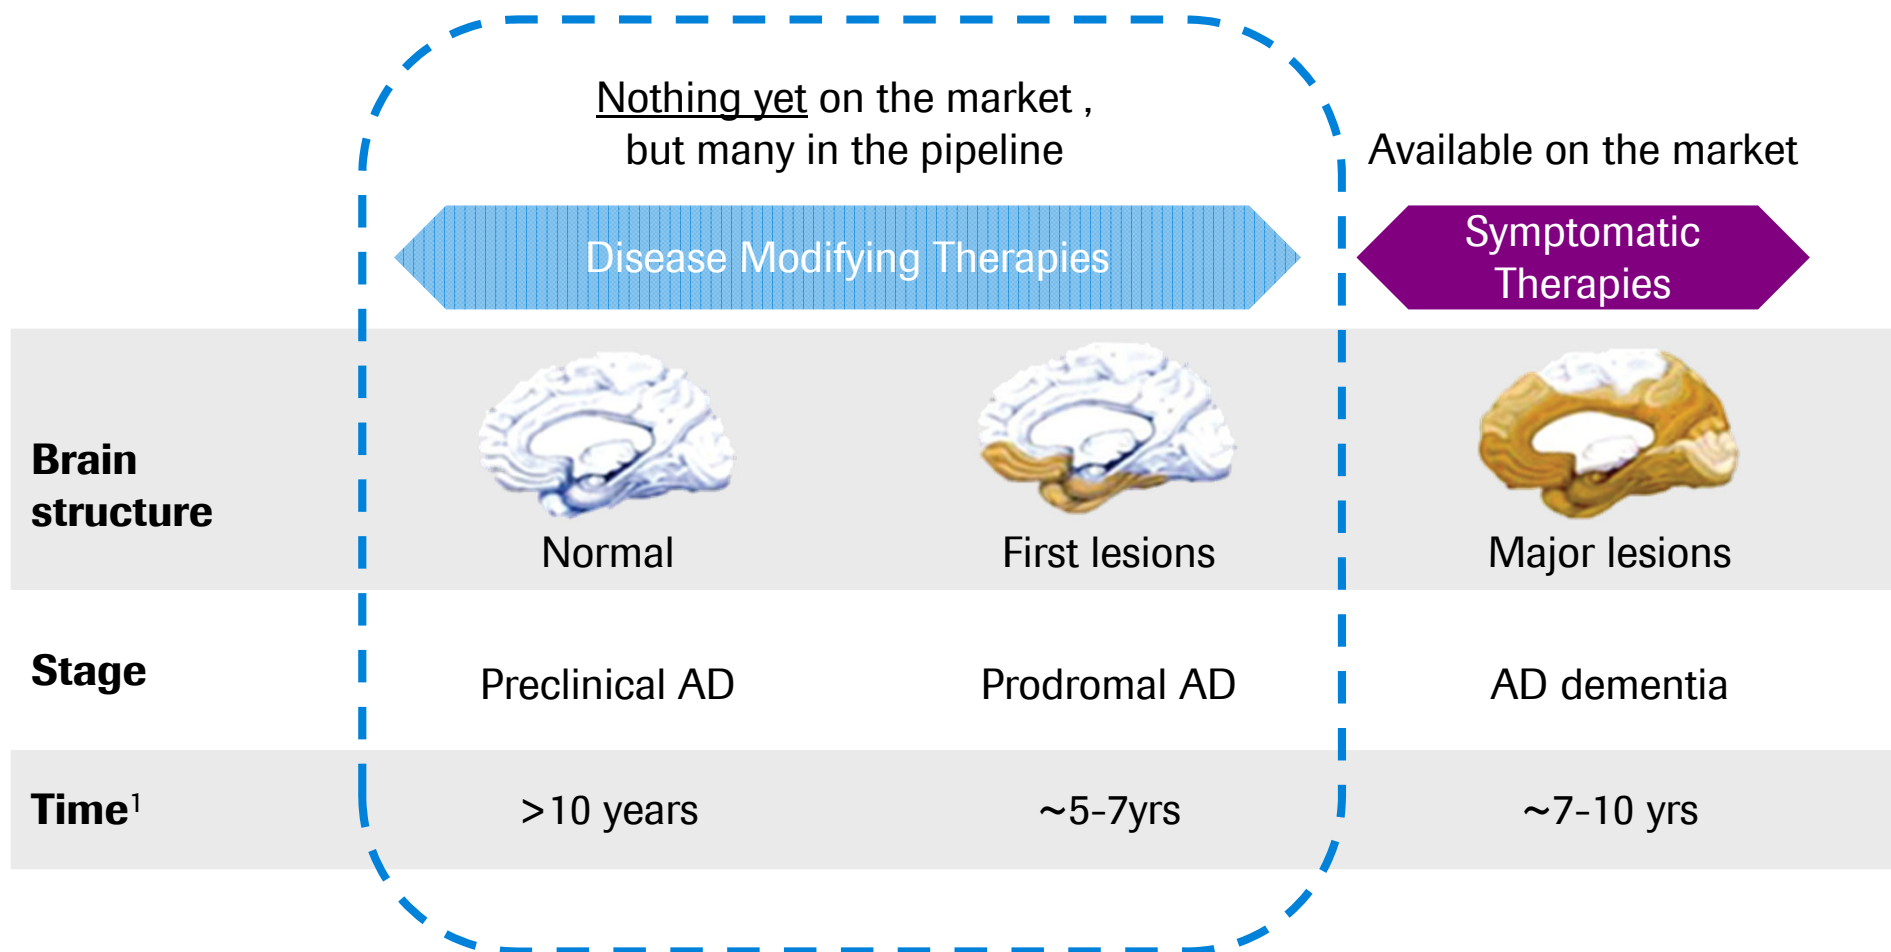 Nothing yet on the market ,
but many in the pipeline
Available on the market
Disease Modifying Therapies
Symptomatic
Therapies
Brain
structure
Normal
First lesions
Major lesions
Stage
Preclinical AD
Prodromal AD
AD dementia
Time¹
>10 years
~5-7yrs
~7-10 yrs